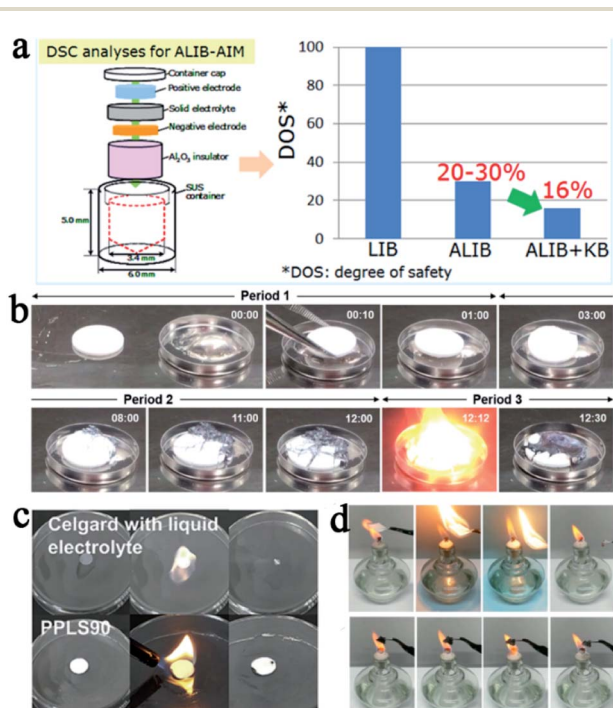 a
DSC analyses for ALIB-AIM
Container cap
Positive electrode
Solid electrolyte
Negative electrode
Al₂O₃ insulator
SUS
container
5.0 mm
3.4 mm
6.0 mm
DOS*
100
80
60
40
20
0
20-30%
16%
LIB
ALIB
ALIB+KB
*DOS: degree of safety
b
Period 1
00:00
00:10
01:00
03:00
Period 2
Period 3
08:00
11:00
12:00
12:12
12:30
c
Celgard with liquid
electrolyte
PPLS90
d